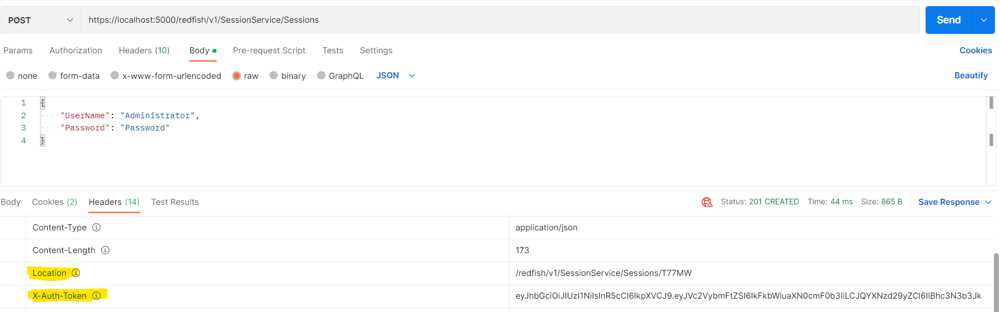 POST https://localhost:5000/redfish/v1/SessionService/Sessions Send
Params Authorization Headers (10) Body Pre-request Script Tests Settings Cookies
none form-data x-www-form-urlencoded raw binary GraphQL JSON Beautify
1 {
2 "UserName": "Administrator",
3 "Password": "Password"
4 }
Body Cookies (2) Headers (14) Test Results Status: 201 CREATED Time: 44 ms Size: 865 B Save Response
Content-Type application/json
Content-Length 173
Location /redfish/v1/SessionService/Sessions/T77MW
X-Auth-Token eyJhbGciOiJIUzI1NiIsInR5cCI6IkpXVCJ9.eyJVc2VybmFtZSI6IkFkbWluaXN0cmF0b3IiLCJQYXNzd29yZCI6IlBhc3N3b3Jk